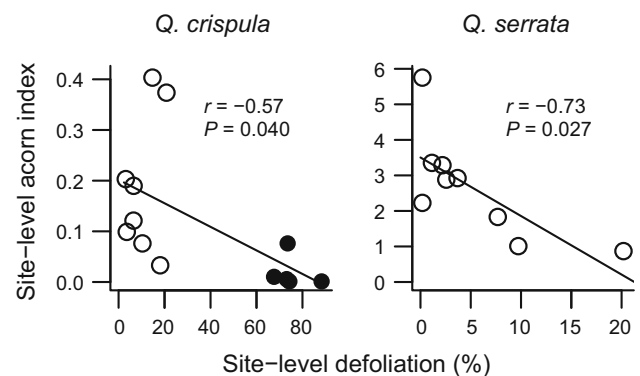 Q. crispula
Q. serrata
Site−level acorn index
0.4
0.3
0.2
0.1
0.0
r = −0.57
P = 0.040
0 20 40 60 80
6
5
4
3
2
1
0
r = −0.73
P = 0.027
0 5 10 15 20
Site−level defoliation (%)